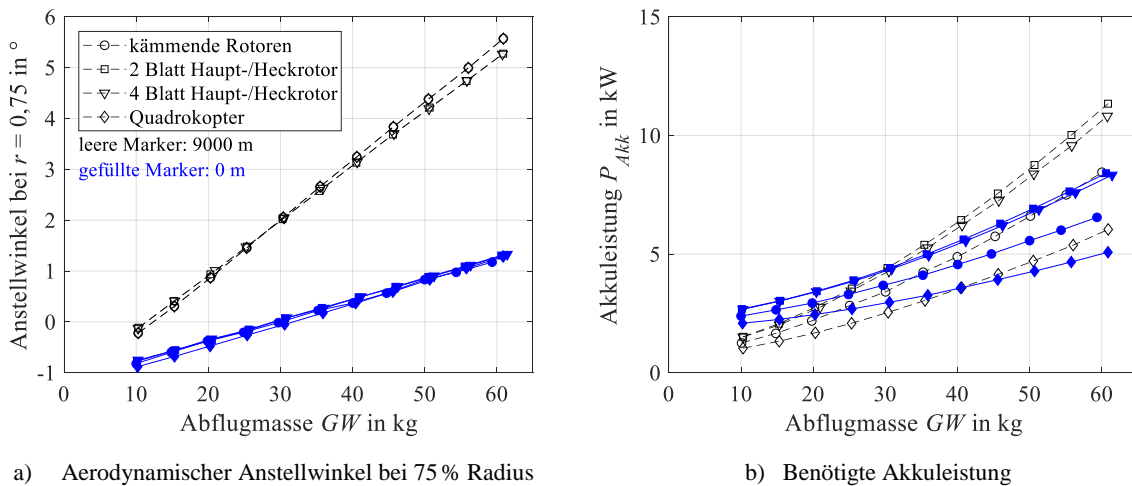 6
5
4
3
2
1
0
-1
0
10
20
30
40
50
60
Anstellwinkel bei r = 0,75 in °
Abflugmasse GW in kg
kämmende Rotoren
2 Blatt Haupt-/Heckrotor
4 Blatt Haupt-/Heckrotor
Quadrokopter
leere Marker: 9000 m
gefüllte Marker: 0 m
a) Aerodynamischer Anstellwinkel bei 75 % Radius
15
10
5
0
0
10
20
30
40
50
60
Akkuleistung P_Akk in kW
Abflugmasse GW in kg
b) Benötigte Akkuleistung